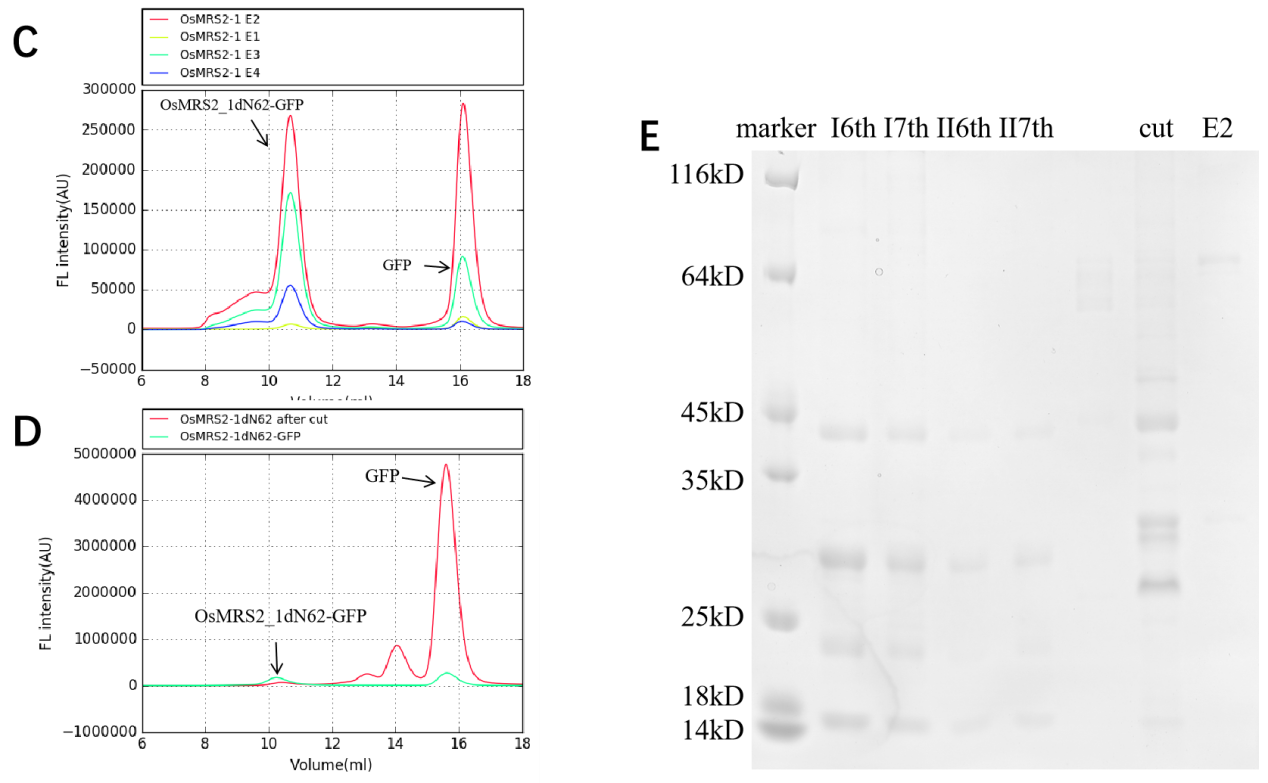 C
OsMRS2-1 E2
OsMRS2-1 E1
OsMRS2-1 E3
OsMRS2-1 E4
300000
250000
200000
150000
100000
50000
0
−50000
FL intensity(AU)
OsMRS2_1dN62-GFP
GFP
6 8 10 12 14 16 18
Volume(ml)
D
OsMRS2-1dN62 after cut
OsMRS2-1dN62-GFP
5000000
4000000
3000000
2000000
1000000
0
−1000000
FL intensity(AU)
GFP
OsMRS2_1dN62-GFP
6 8 10 12 14 16 18
Volume(ml)
E
marker I6th I7th II6th II7th cut E2
116kD
64kD
45kD
35kD
25kD
18kD
14kD